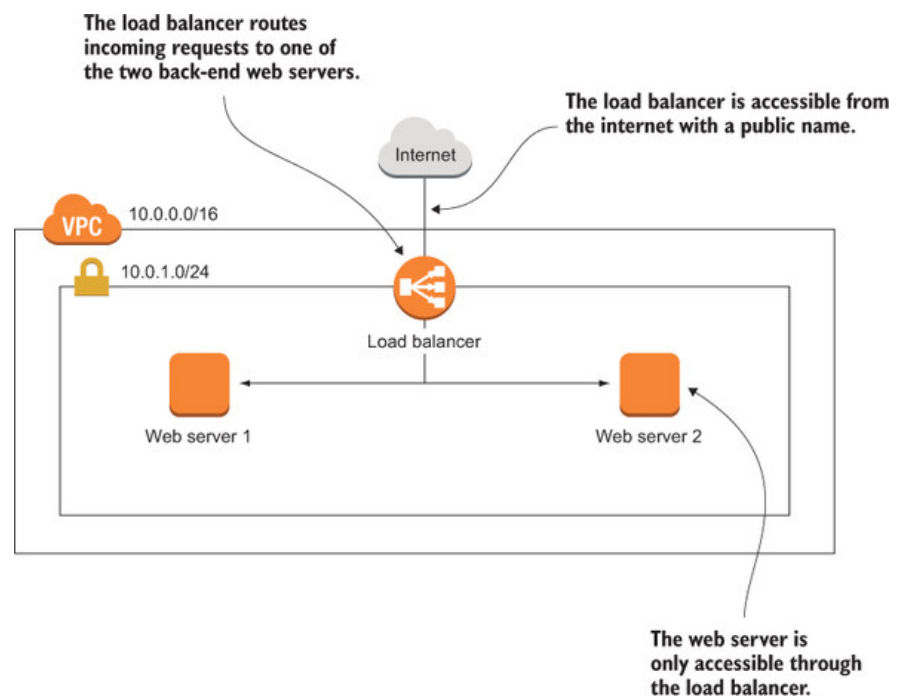 The load balancer routes
incoming requests to one of
the two back-end web servers.
The load balancer is accessible from
the internet with a public name.
Internet
VPC
10.0.0.0/16
10.0.1.0/24
Load balancer
Web server 1
Web server 2
The web server is
only accessible through
the load balancer.